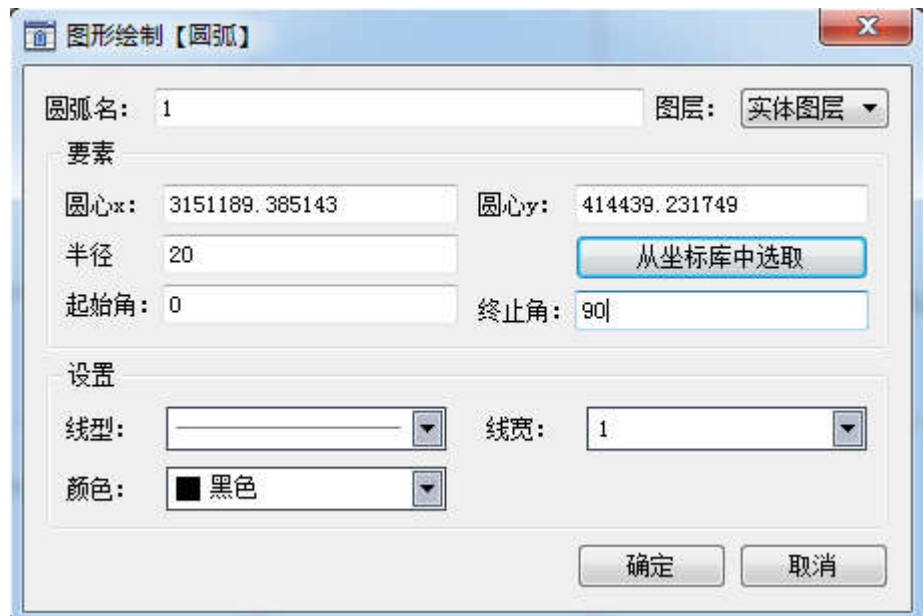 图形绘制【圆弧】
圆弧名： 1 图层： 实体图层
要素
圆心x： 3151189.385143 圆心y： 414439.231749
半径 20 从坐标库中选取
起始角： 0 终止角： 90
设置
线型： 线宽： 1
颜色： 黑色
确定 取消